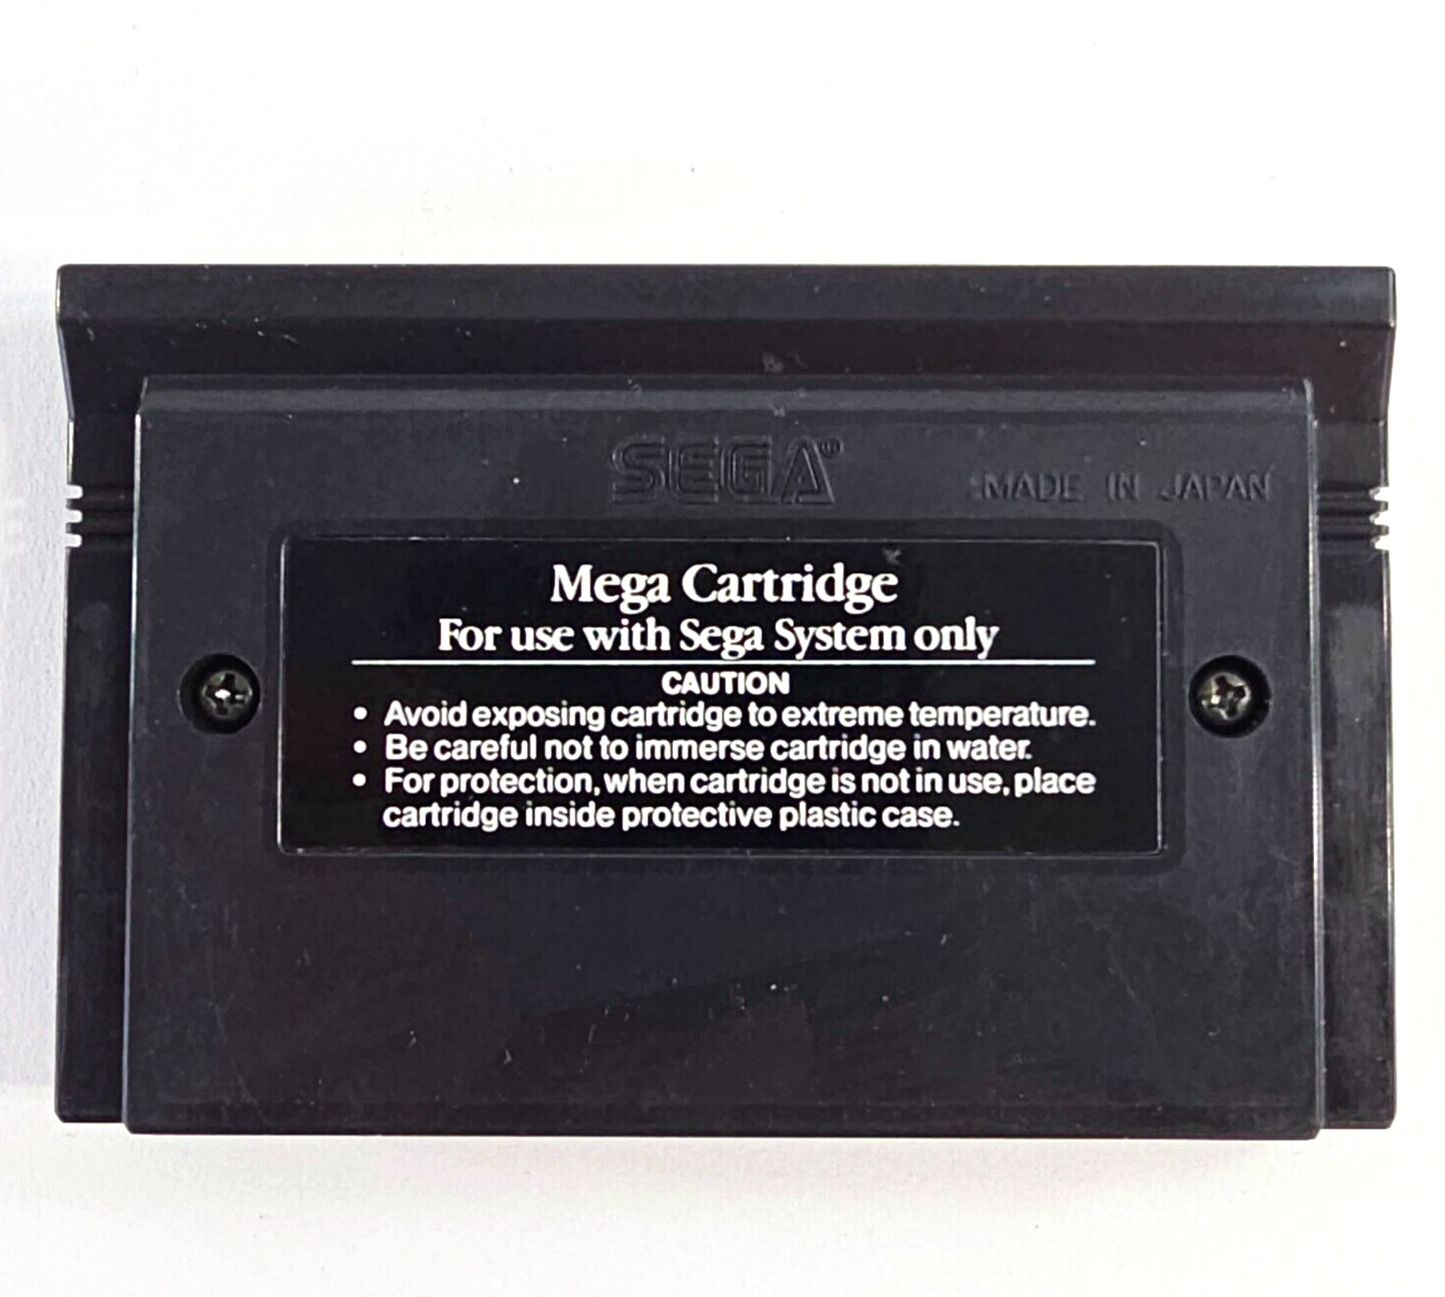 SEGA®
MADE IN JAPAN
Mega Cartridge
For use with Sega System only
CAUTION
• Avoid exposing cartridge to extreme temperature.
• Be careful not to immerse cartridge in water.
• For protection, when cartridge is not in use, place
cartridge inside protective plastic case.